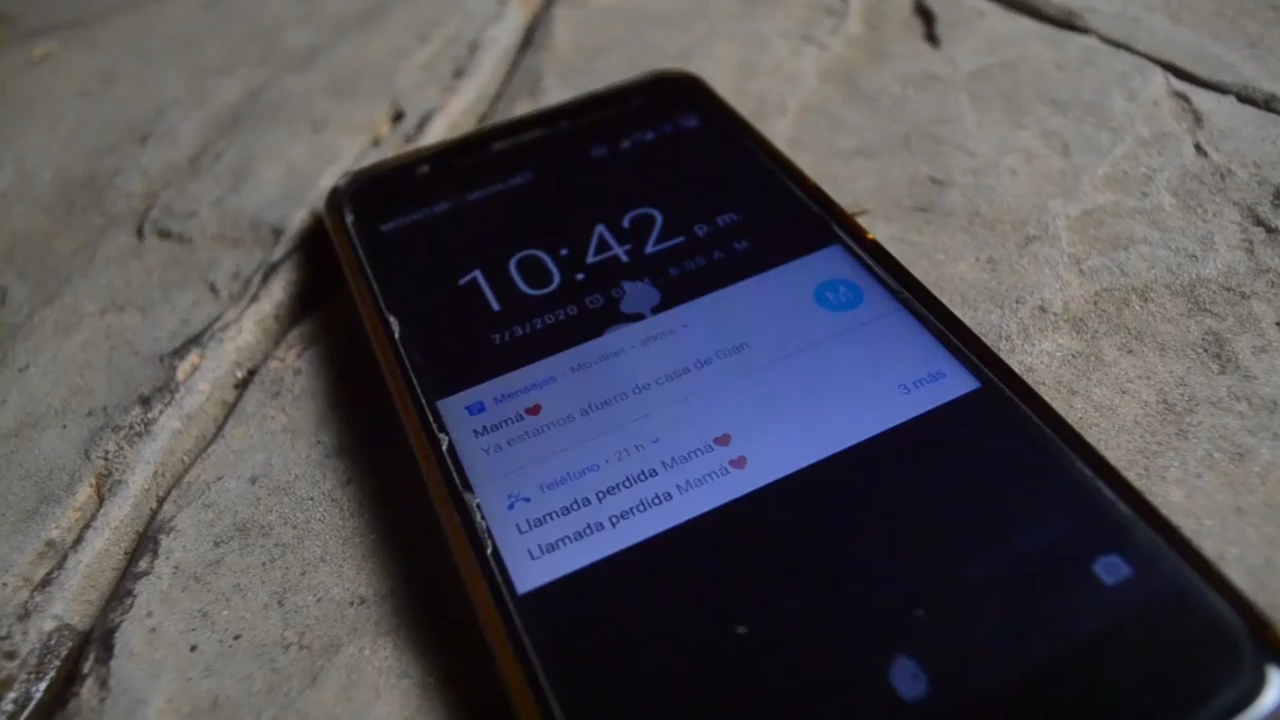 10:42 p. m.
7/3/2020
Mensajes · Movilnet • ahora
M
Mamá❤
Ya estamos afuera de casa de Gian
3 más
Teléfono · 21 h
Llamada perdida Mamá❤
Llamada perdida Mamá❤